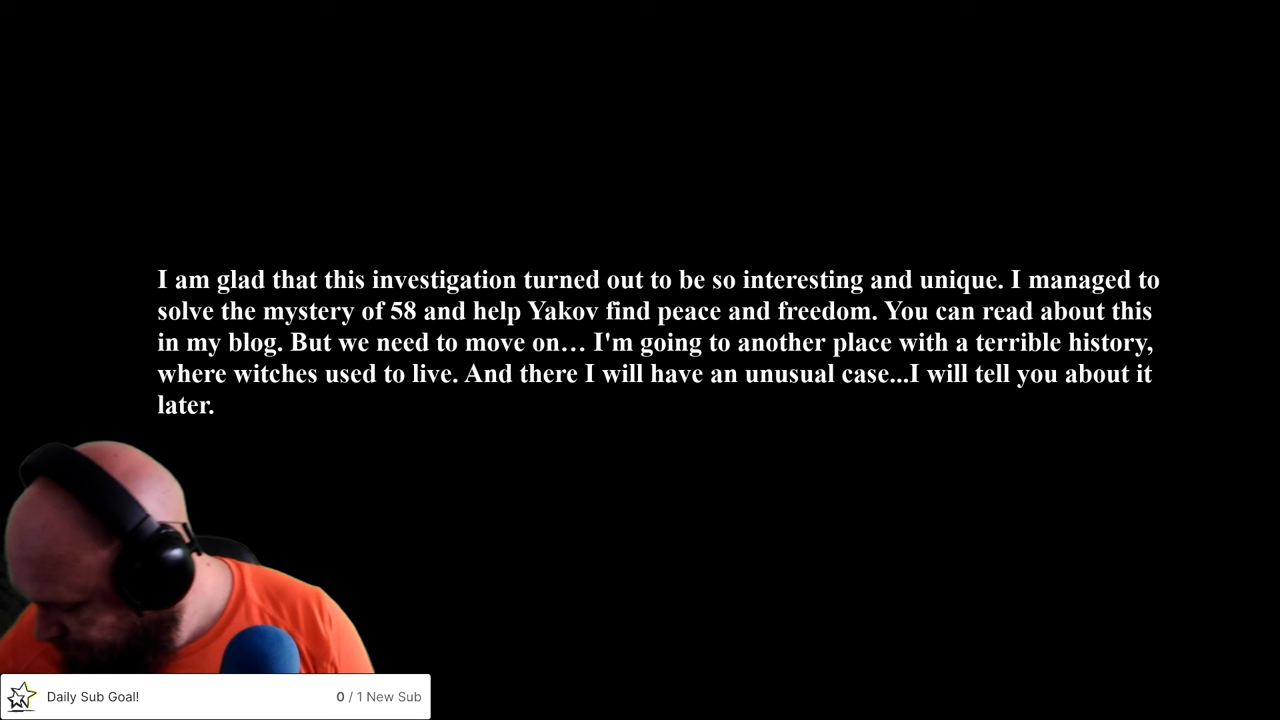 I am glad that this investigation turned out to be so interesting and unique. I managed to
solve the mystery of 58 and help Yakov find peace and freedom. You can read about this
in my blog. But we need to move on… I'm going to another place with a terrible history,
where witches used to live. And there I will have an unusual case...I will tell you about it
later.
Daily Sub Goal! 0 / 1 New Sub